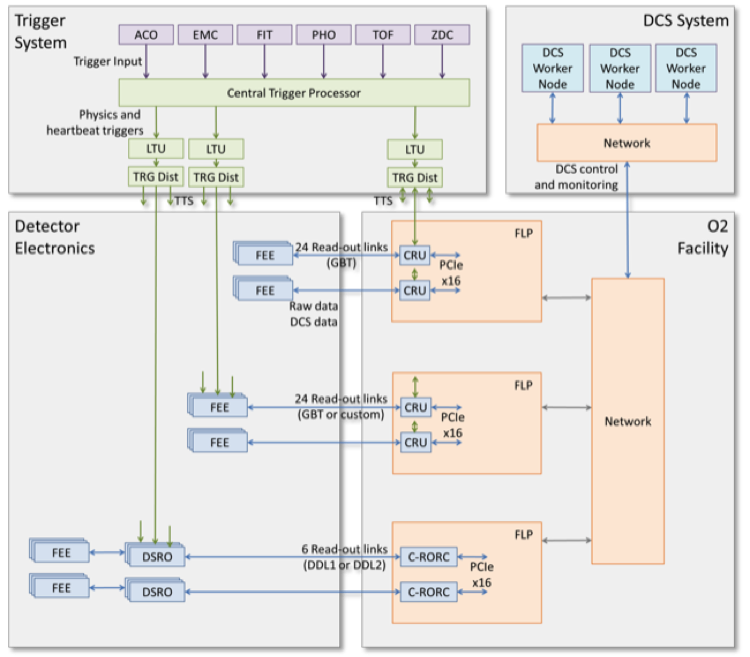 Trigger
System
ACO
EMC
FIT
PHO
TOF
ZDC
Trigger Input
Central Trigger Processor
Physics and
heartbeat triggers
LTU
LTU
LTU
TRG Dist
TRG Dist
TRG Dist
TTS
TTS
DCS System
DCS
Worker
Node
DCS
Worker
Node
DCS
Worker
Node
Network
DCS control
and monitoring
Detector
Electronics
O2
Facility
FLP
FEE
24 Read-out links
(GBT)
CRU
PCIe
x16
FEE
CRU
Raw data
DCS data
FLP
FEE
24 Read-out links
(GBT or custom)
CRU
PCIe
x16
FEE
CRU
Network
FLP
FEE
DSRO
6 Read-out links
(DDL1 or DDL2)
C-RORC
PCIe
x16
FEE
DSRO
C-RORC